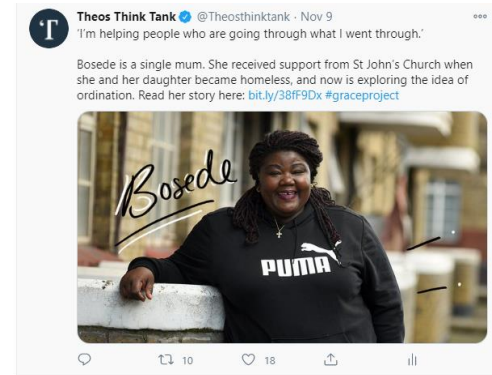 Theos Think Tank @Theosthinktank · Nov 9
'I'm helping people who are going through what I went through.'
Bosede is a single mum. She received support from St John's Church when
she and her daughter became homeless, and now is exploring the idea of
ordination. Read her story here: bit.ly/38fF9Dx #graceproject
'T
Bosede
PUMA
10 18